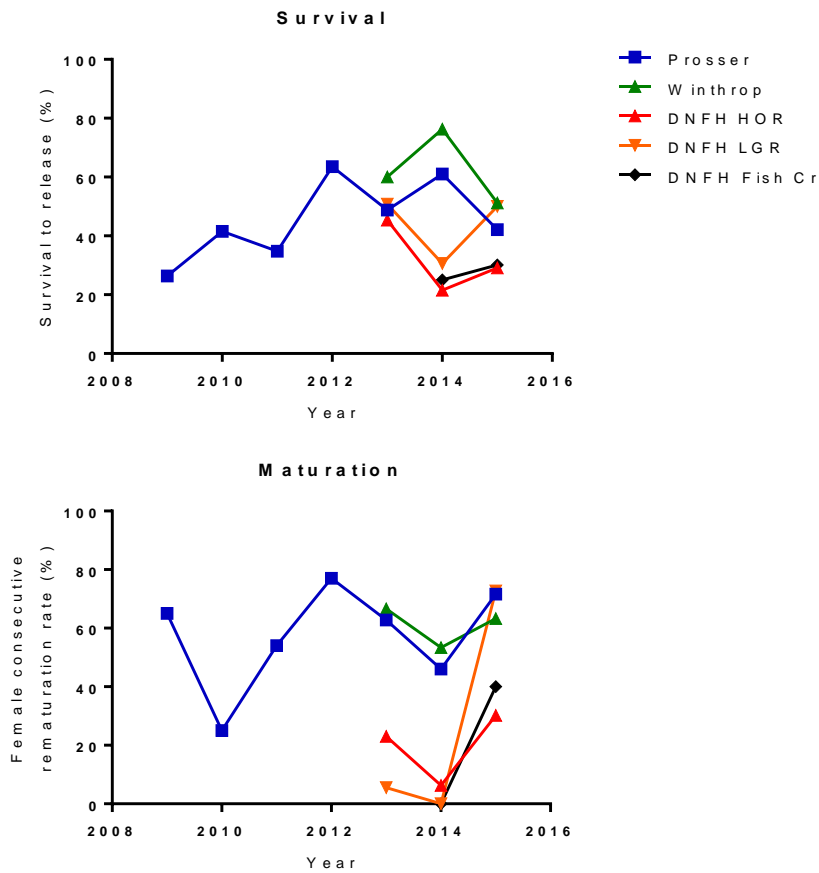 Survival
100
80
60
40
20
0
Survival to release (%)
2008 2010 2012 2014 2016
Year
Prosser
Winthrop
DNFH HOR
DNFH LGR
DNFH Fish Cr
Maturation
100
80
60
40
20
0
Female consecutive
rematuration rate (%)
2008 2010 2012 2014 2016
Year